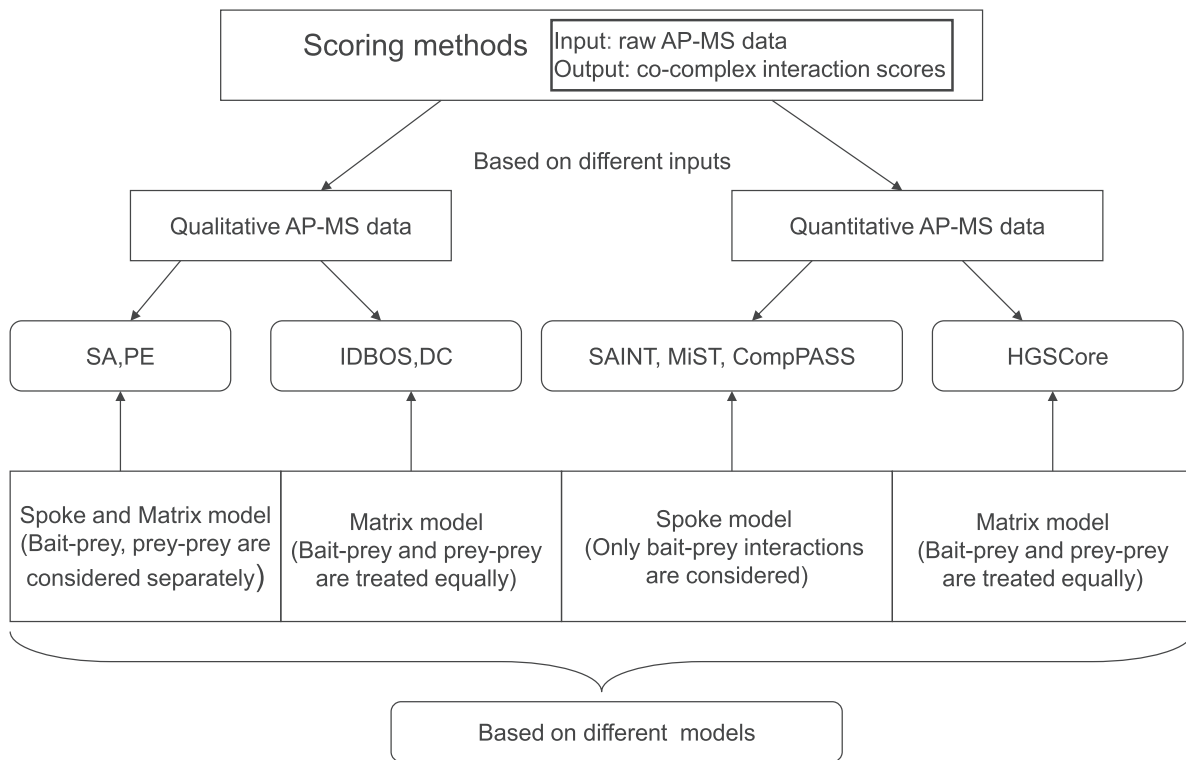 Scoring methods
Input: raw AP-MS data
Output: co-complex interaction scores
Based on different inputs
Qualitative AP-MS data
Quantitative AP-MS data
SA,PE
IDBOS,DC
SAINT, MiST, CompPASS
HGSCore
Spoke and Matrix model
(Bait-prey, prey-prey are
considered separately)
Matrix model
(Bait-prey and prey-prey
are treated equally)
Spoke model
(Only bait-prey interactions
are considered)
Matrix model
(Bait-prey and prey-prey
are treated equally)
Based on different models